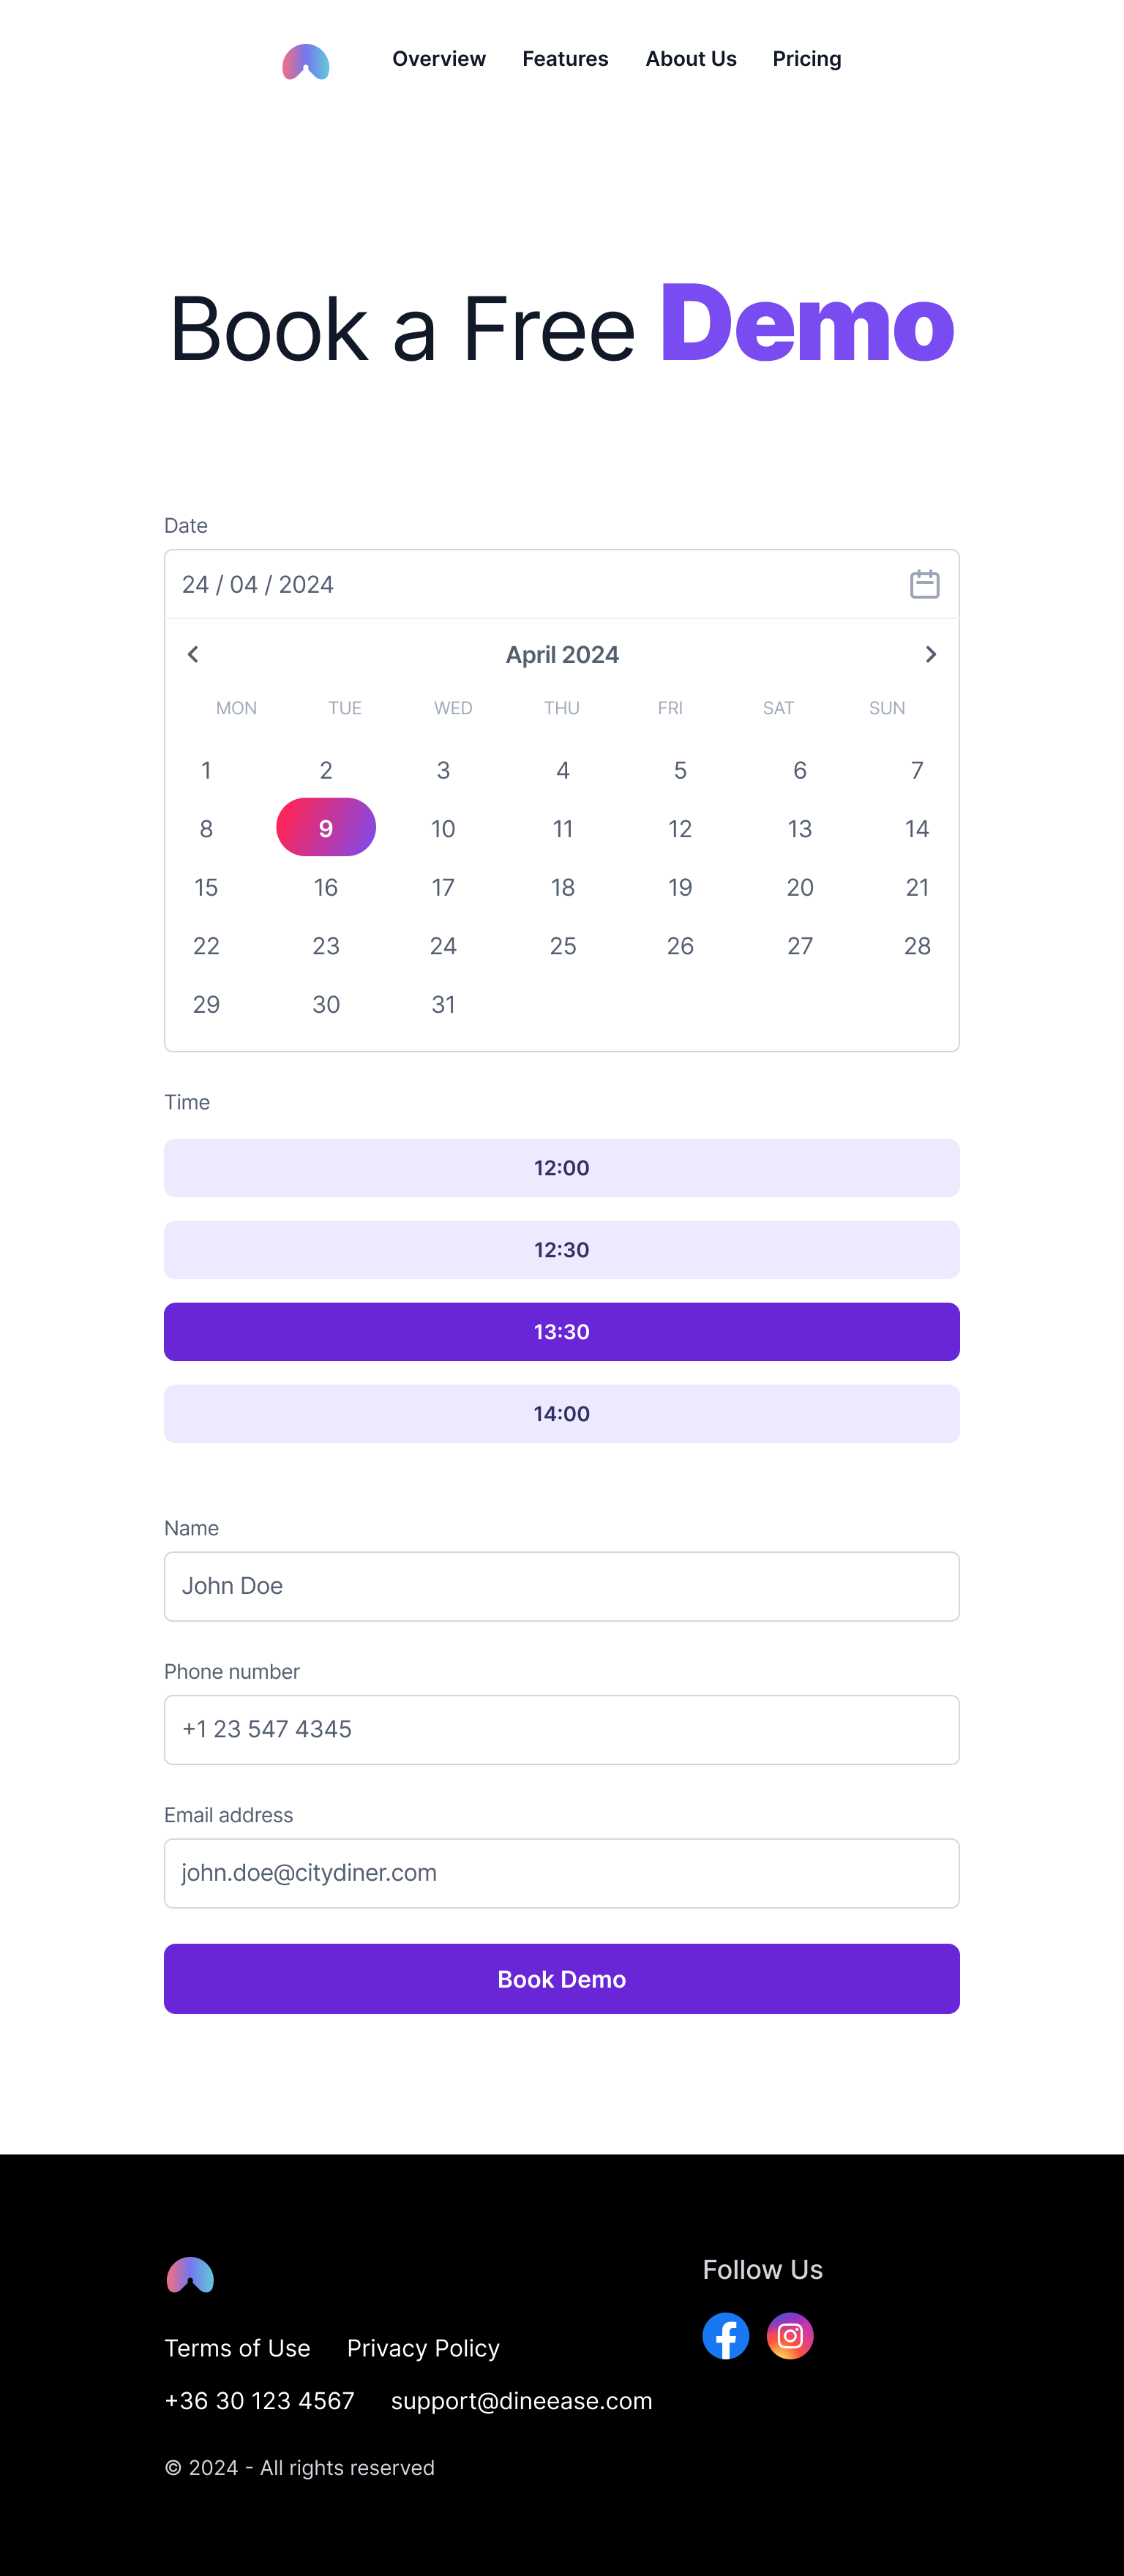 Overview Features About Us Pricing
Book a Free Demo
Date
24 / 04 / 2024
April 2024
MON TUE WED THU FRI SAT SUN
1 2 3 4 5 6 7
8 9 10 11 12 13 14
15 16 17 18 19 20 21
22 23 24 25 26 27 28
29 30 31
Time
12:00
12:30
13:30
14:00
Name
John Doe
Phone number
+1 23 547 4345
Email address
john.doe@citydiner.com
Book Demo
Follow Us
Terms of Use Privacy Policy
+36 30 123 4567 support@dineease.com
© 2024 - All rights reserved